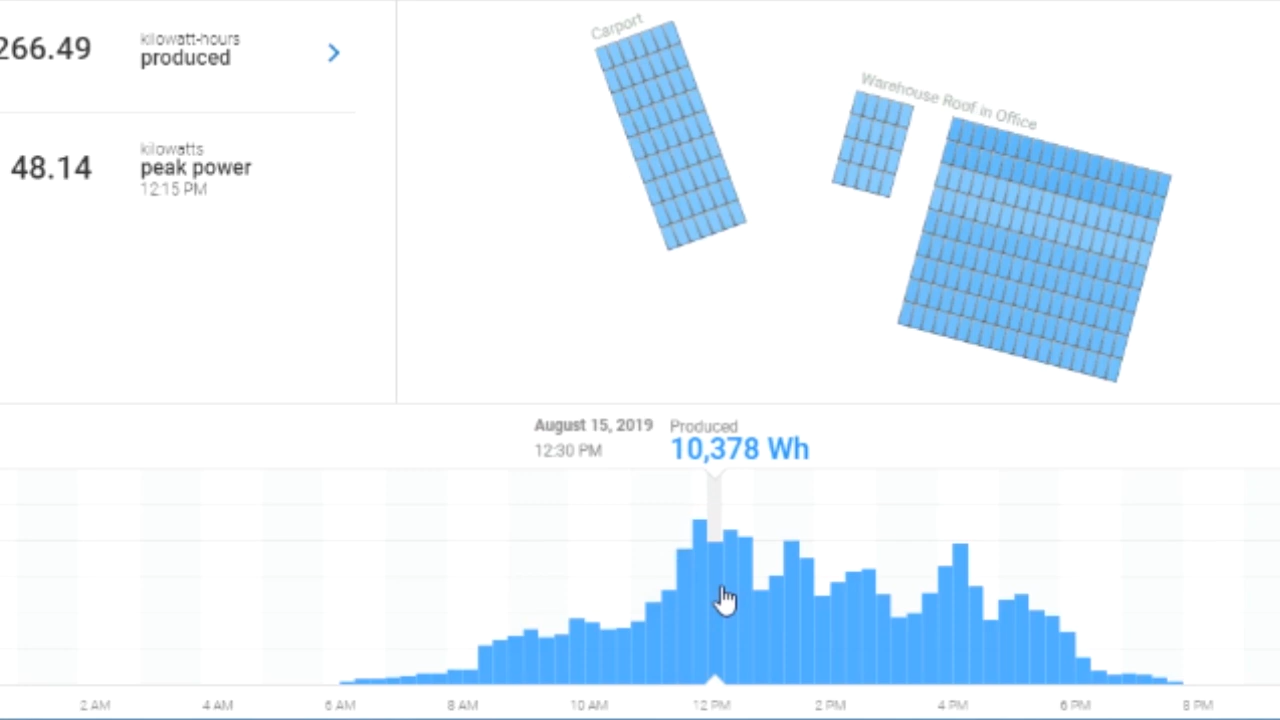 266.49
kilowatt-hours
produced
48.14
kilowatts
peak power
12:15 PM
Carport
Warehouse Roof in Office
August 15, 2019
12:30 PM
Produced
10,378 Wh
2 AM 4 AM 6 AM 8 AM 10 AM 12 PM 2 PM 4 PM 6 PM 8 PM